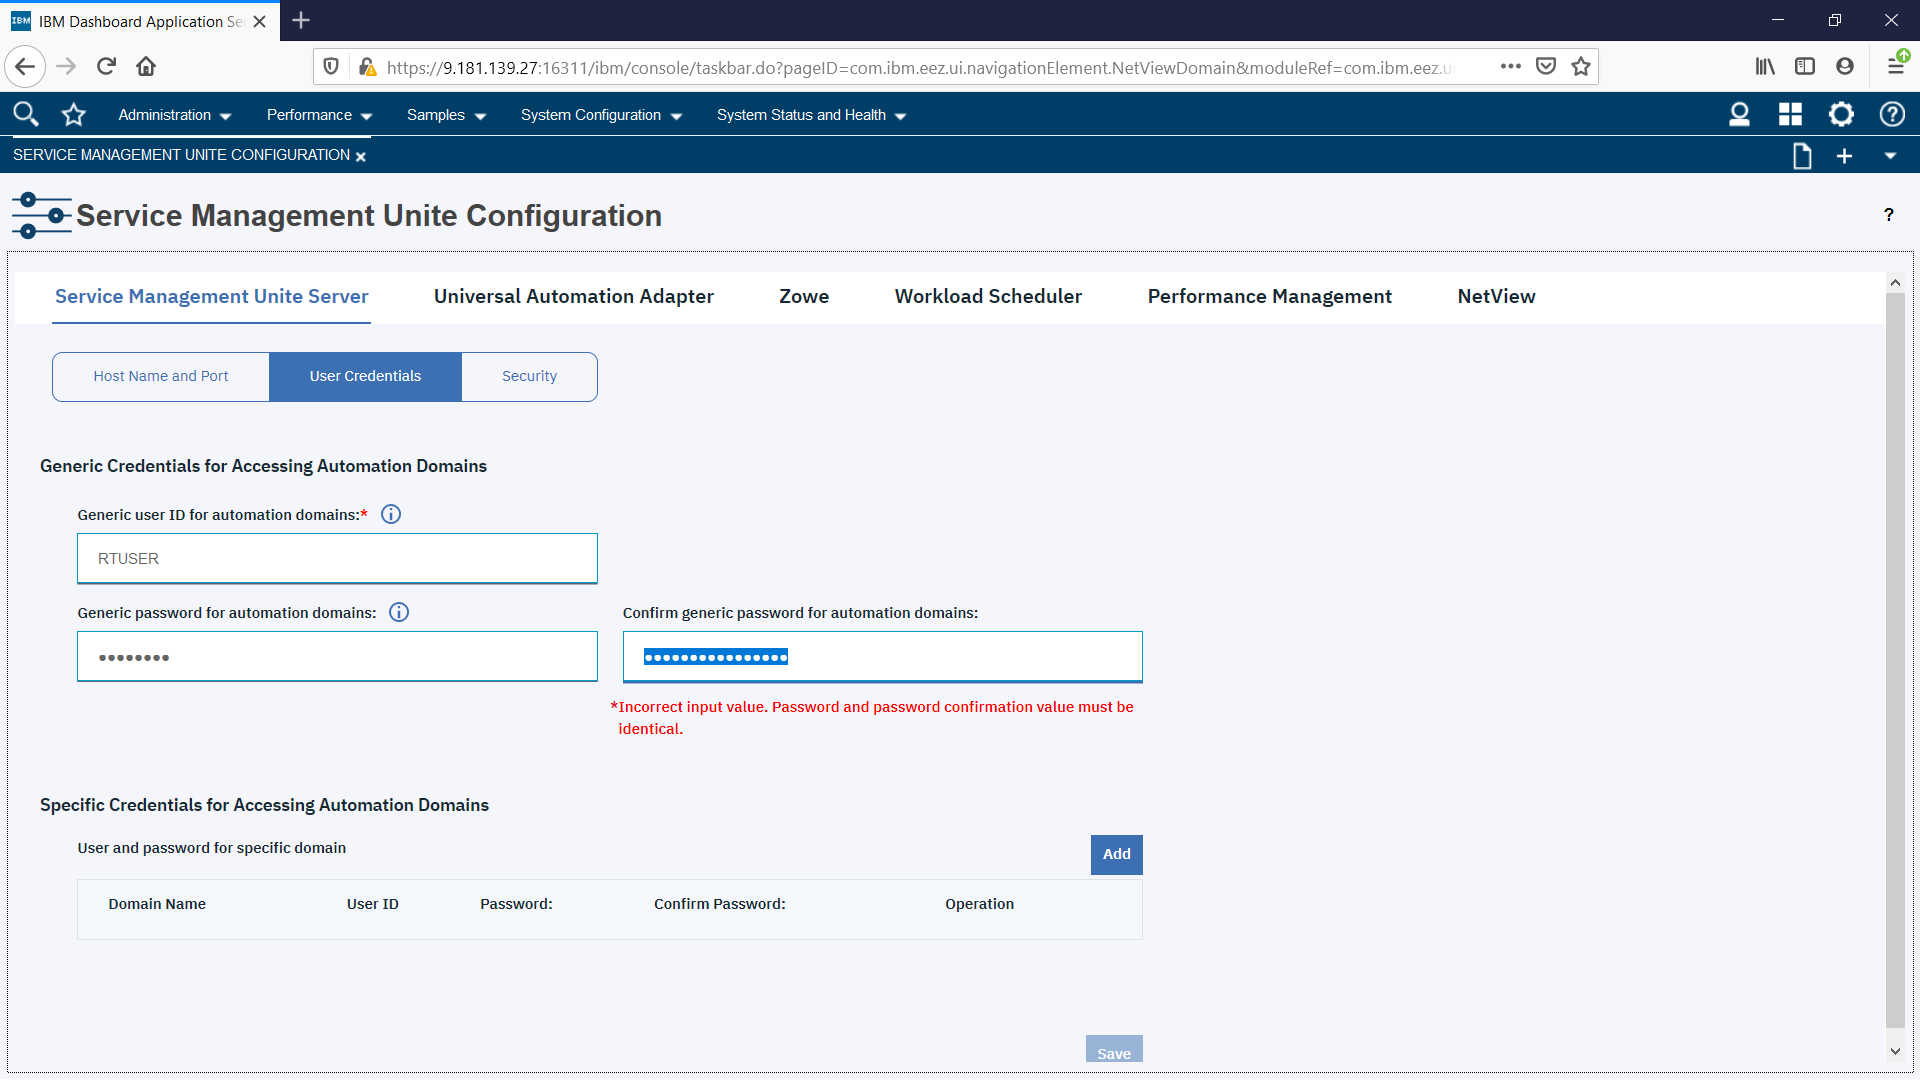 IBM IBM Dashboard Application Se
https://9.181.139.27:16311/ibm/console/taskbar.do?pageID=com.ibm.eez.ui.navigationElement.NetViewDomain&moduleRef=com.ibm.eez.u
Administration Performance Samples System Configuration System Status and Health
SERVICE MANAGEMENT UNITE CONFIGURATION
Service Management Unite Configuration ?
Service Management Unite Server Universal Automation Adapter Zowe Workload Scheduler Performance Management NetView
Host Name and Port User Credentials Security
Generic Credentials for Accessing Automation Domains
Generic user ID for automation domains:*
RTUSER
Generic password for automation domains: Confirm generic password for automation domains:
•••••••• ••••••••••••••••
*Incorrect input value. Password and password confirmation value must be
identical.
Specific Credentials for Accessing Automation Domains
User and password for specific domain Add
Domain Name User ID Password: Confirm Password: Operation
Save